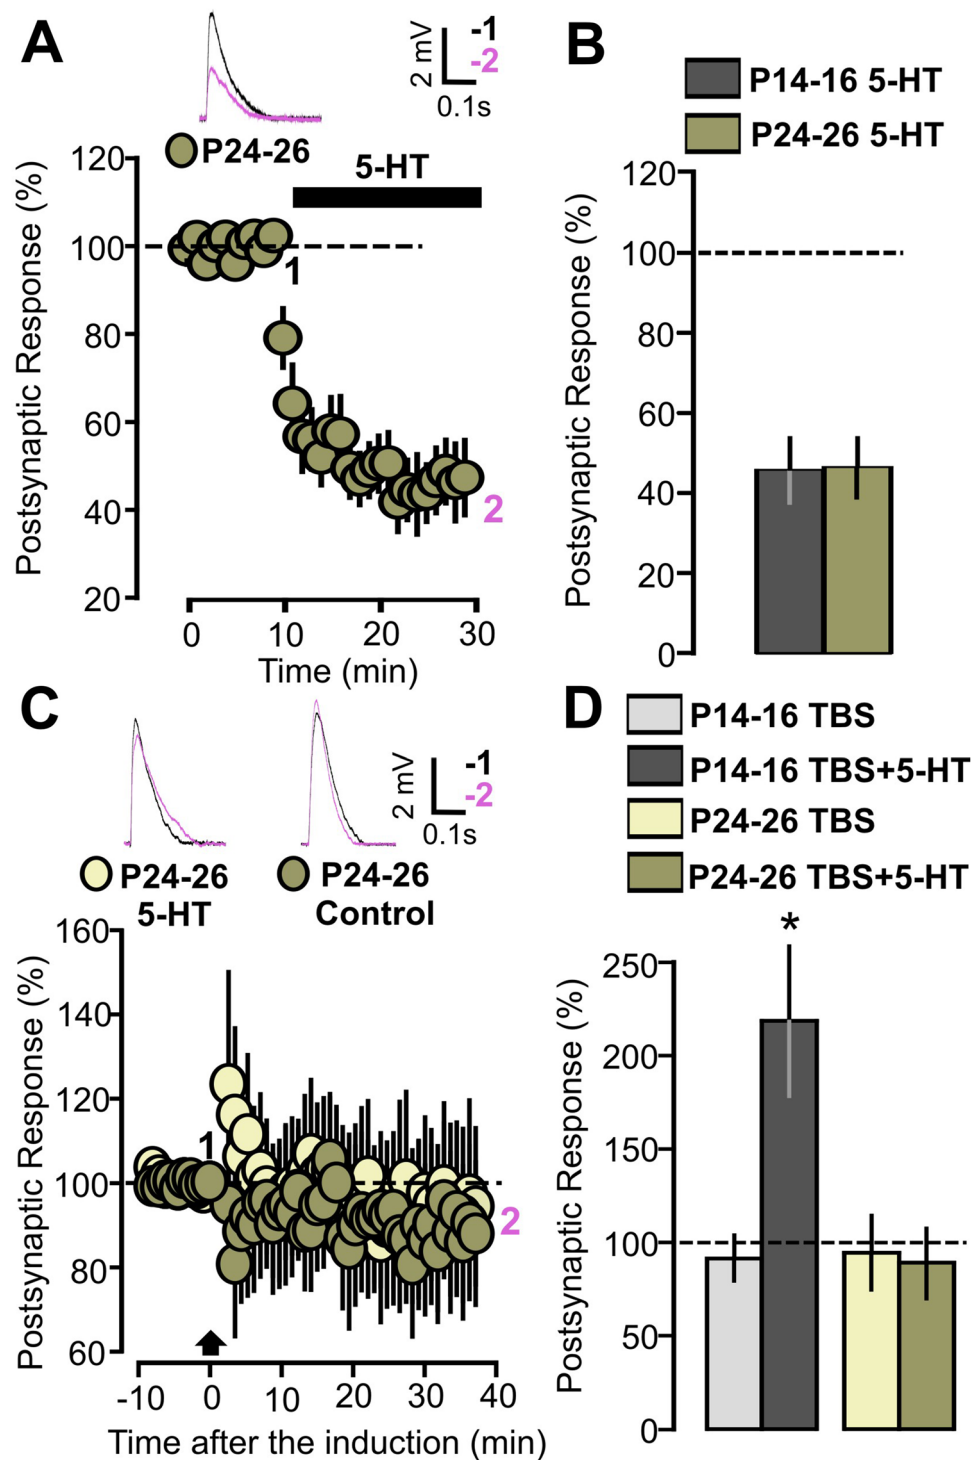 A
2 mV
-1
-2
0.1s
P24-26
5-HT
Postsynaptic Response (%)
120
100
80
60
40
20
1
2
0 10 20 30
Time (min)
B
P14-16 5-HT
P24-26 5-HT
Postsynaptic Response (%)
120
100
80
60
40
20
0
C
2 mV
-1
-2
0.1s
P24-26
5-HT
P24-26
Control
Postsynaptic Response (%)
160
140
120
100
80
60
1
2
-10 0 10 20 30 40
Time after the induction (min)
D
P14-16 TBS
P14-16 TBS+5-HT
P24-26 TBS
P24-26 TBS+5-HT
*
Postsynaptic Response (%)
250
200
150
100
50
0